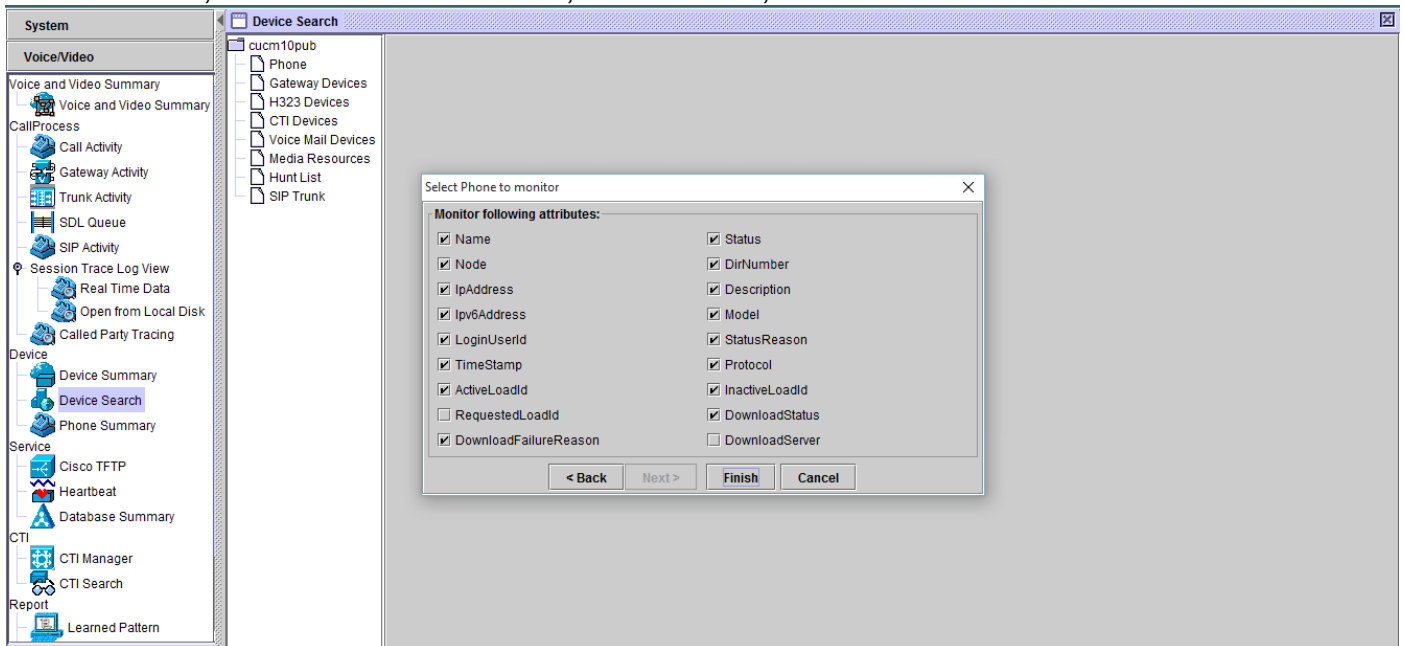 System
Voice/Video
Voice and Video Summary
Voice and Video Summary
CallProcess
Call Activity
Gateway Activity
Trunk Activity
SDL Queue
SIP Activity
Session Trace Log View
Real Time Data
Open from Local Disk
Called Party Tracing
Device
Device Summary
Device Search
Phone Summary
Service
Cisco TFTP
Heartbeat
Database Summary
CTI
CTI Manager
CTI Search
Report
Learned Pattern
Device Search
cucm10pub
Phone
Gateway Devices
H323 Devices
CTI Devices
Voice Mail Devices
Media Resources
Hunt List
SIP Trunk
Select Phone to monitor
Monitor following attributes:
Name
Status
Node
DirNumber
IpAddress
Description
Ipv6Address
Model
LoginUserId
StatusReason
TimeStamp
Protocol
ActiveLoadId
InactiveLoadId
RequestedLoadId
DownloadStatus
DownloadFailureReason
DownloadServer
< Back
Next >
Finish
Cancel